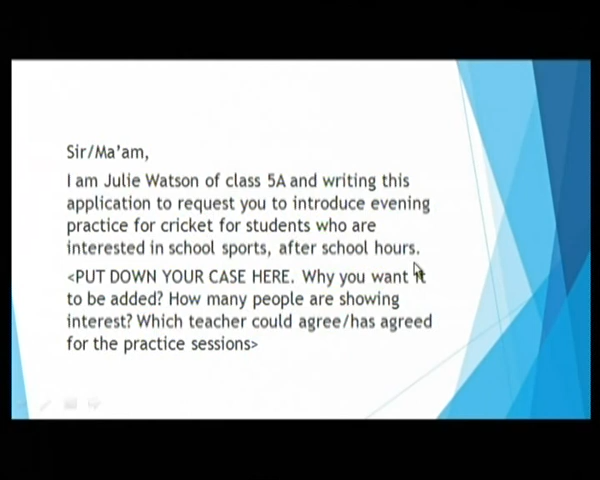 Sir/Ma'am,
I am Julie Watson of class 5A and writing this
application to request you to introduce evening
practice for cricket for students who are
interested in school sports, after school hours.
<PUT DOWN YOUR CASE HERE. Why you want it
to be added? How many people are showing
interest? Which teacher could agree/has agreed
for the practice sessions>